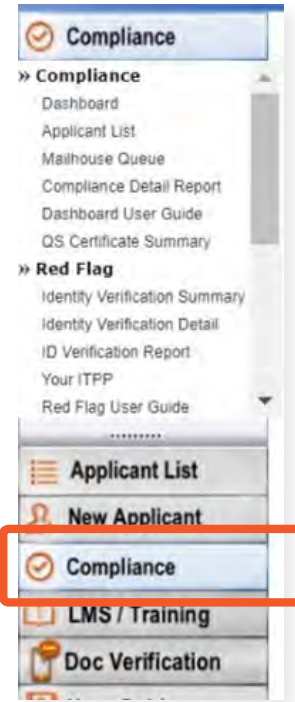 Compliance
» Compliance
Dashboard
Applicant List
Mailhouse Queue
Compliance Detail Report
Dashboard User Guide
QS Certificate Summary
» Red Flag
Identity Verification Summary
Identity Verification Detail
ID Verification Report
Your ITPP
Red Flag User Guide
Applicant List
New Applicant
Compliance
LMS / Training
Doc Verification